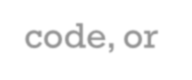 code, or